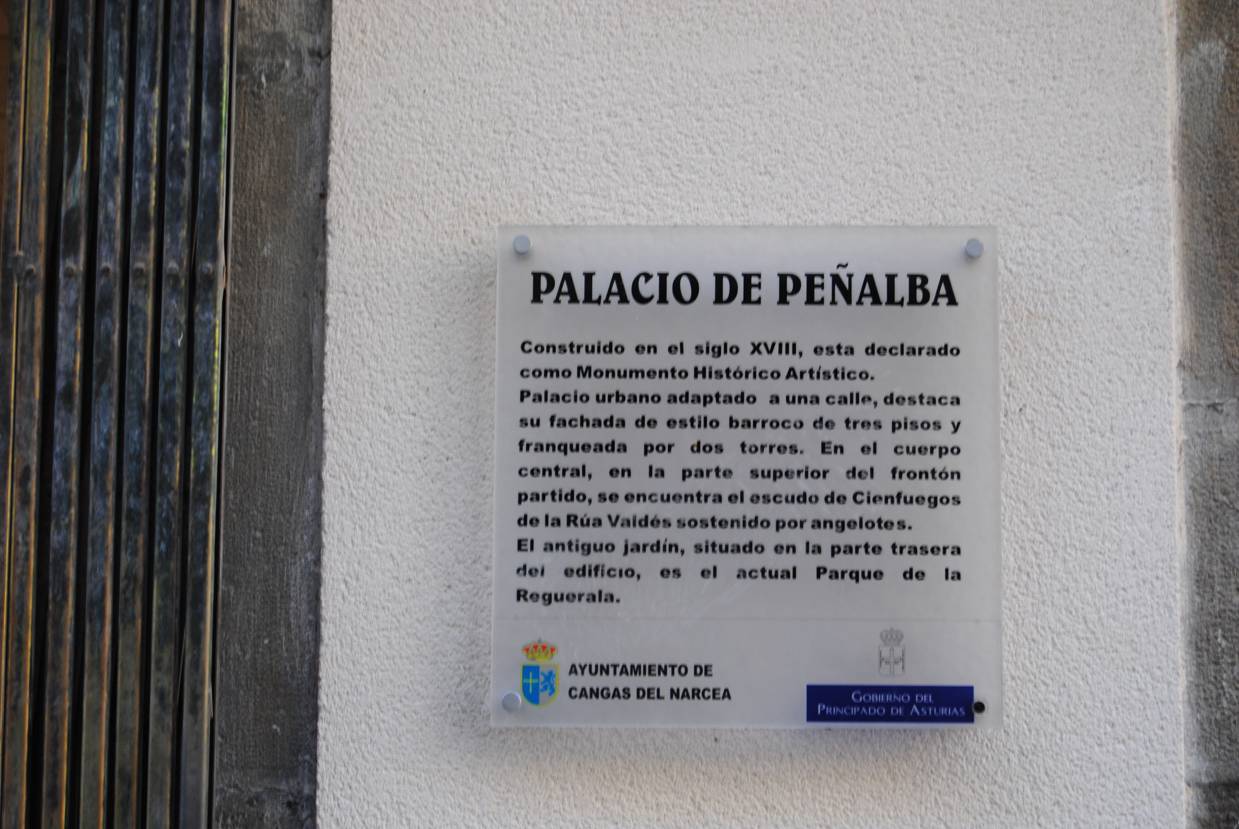 PALACIO DE PEÑALBA
Construido en el siglo XVIII, esta declarado
como Monumento Histórico Artístico.
Palacio urbano adaptado a una calle, destaca
su fachada de estilo barroco de tres pisos y
franqueada por dos torres. En el cuerpo
central, en la parte superior del frontón
partido, se encuentra el escudo de Cienfuegos
de la Rúa Valdés sostenido por angelotes.
El antiguo jardín, situado en la parte trasera
del edificio, es el actual Parque de la
Reguerala.
AYUNTAMIENTO DE
CANGAS DEL NARCEA
GOBIERNO DEL
PRINCIPADO DE ASTURIAS